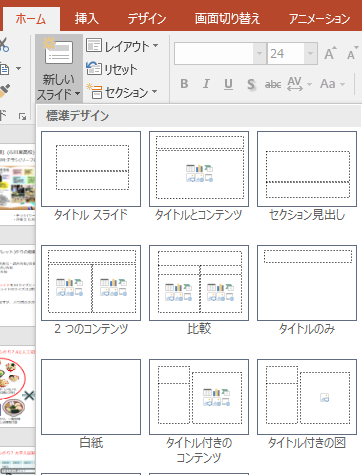 ホーム 挿入 デザイン 画面切り替え アニメーション
新しい
スライド
レイアウト
リセット
セクション
24
A A
B I U S abc AV Aa
標準デザイン
タイトル スライド タイトルとコンテンツ セクション見出し
2 つのコンテンツ 比較 タイトルのみ
白紙 タイトル付きの
コンテンツ タイトル付きの図